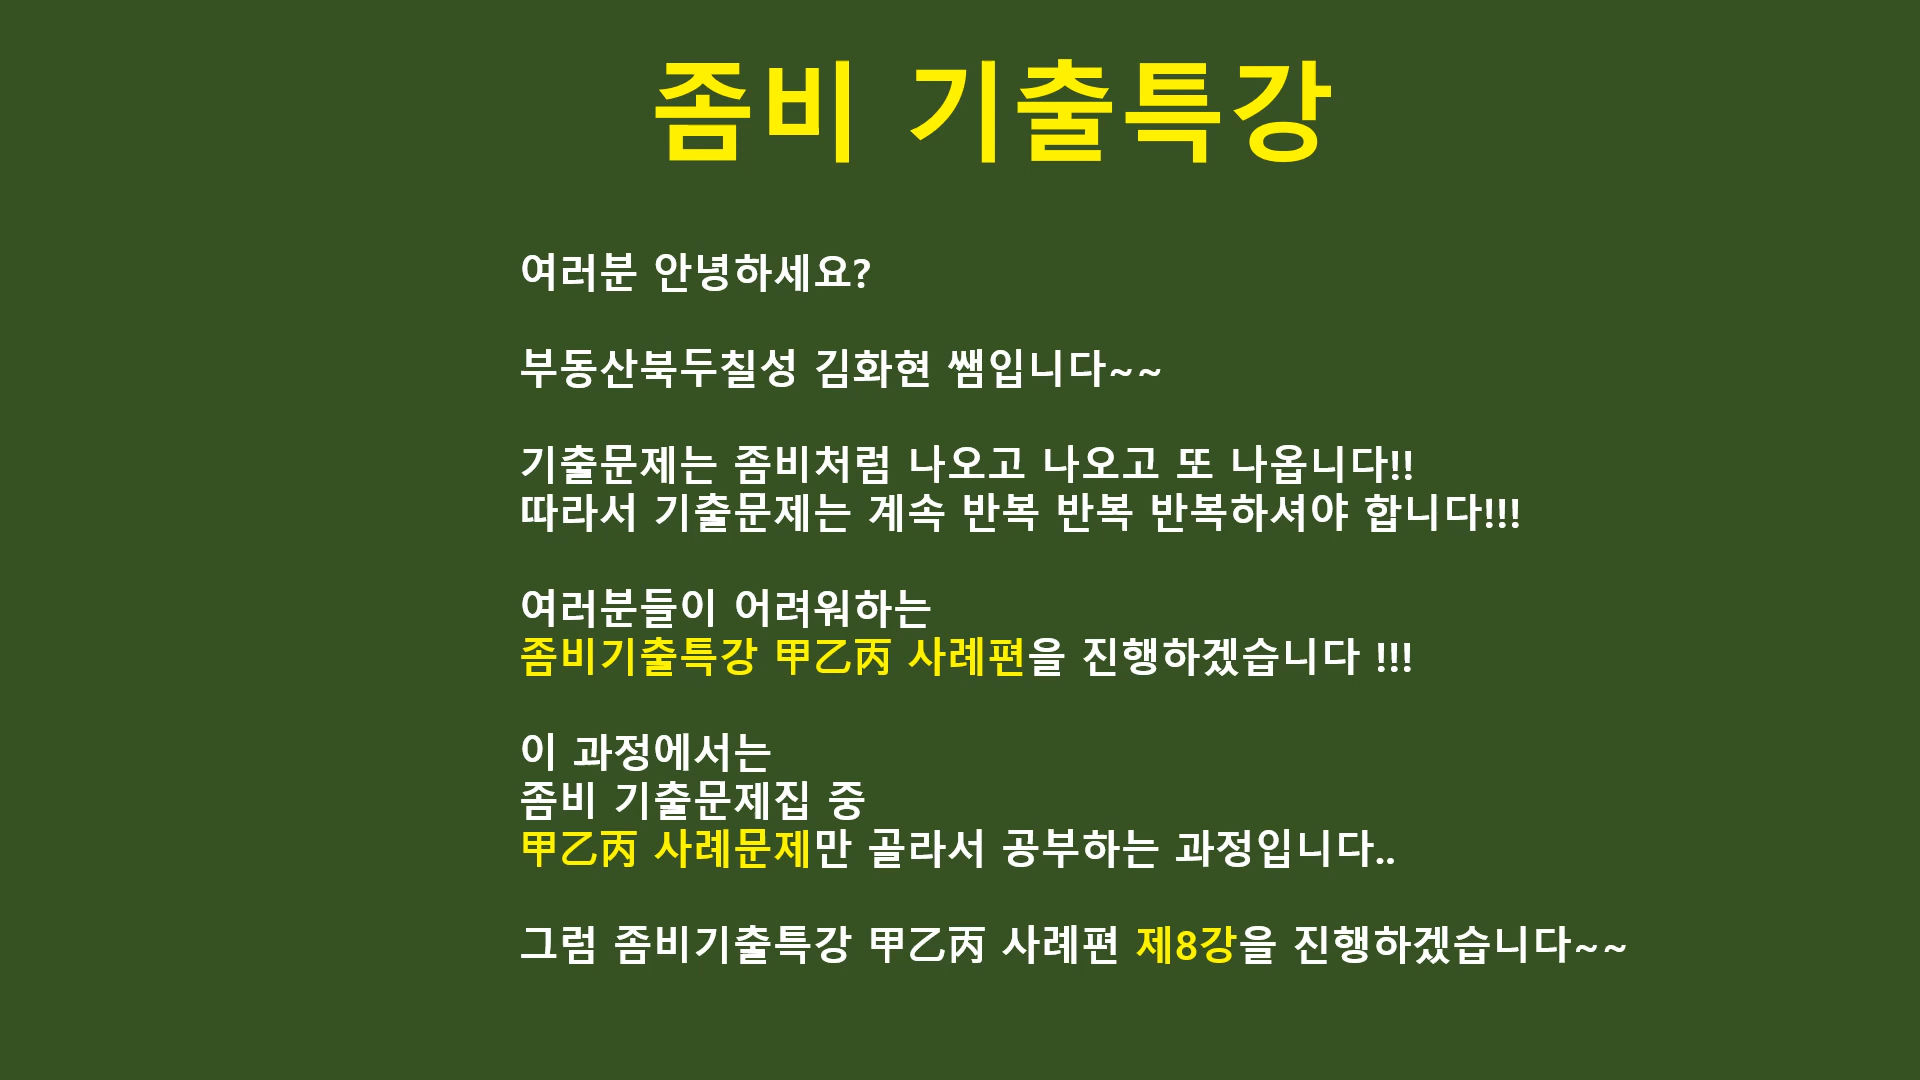 좀비 기출특강
여러분 안녕하세요?
부동산북두칠성 김화현 쌤입니다~~
기출문제는 좀비처럼 나오고 나오고 또 나옵니다!!
따라서 기출문제는 계속 반복 반복 반복하셔야 합니다!!!
여러분들이 어려워하는
좀비기출특강 甲乙丙 사례편을 진행하겠습니다 !!!
이 과정에서는
좀비 기출문제집 중
甲乙丙 사례문제만 골라서 공부하는 과정입니다..
그럼 좀비기출특강 甲乙丙 사례편 제8강을 진행하겠습니다~~